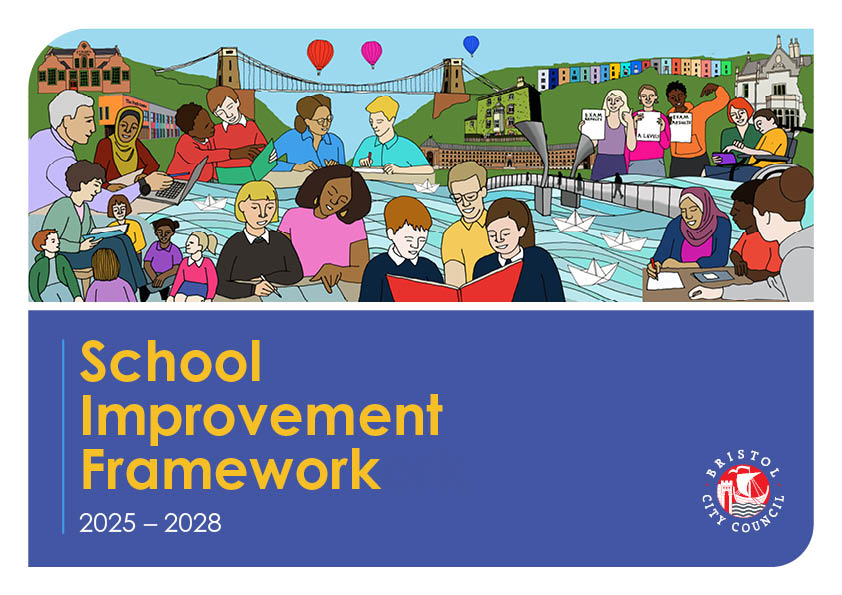 EXAM
RESULTS
A LEVELS
EXAM
RESULTS
School
Improvement
Framework
2025 – 2028
BRISTOL
CITY COUNCIL